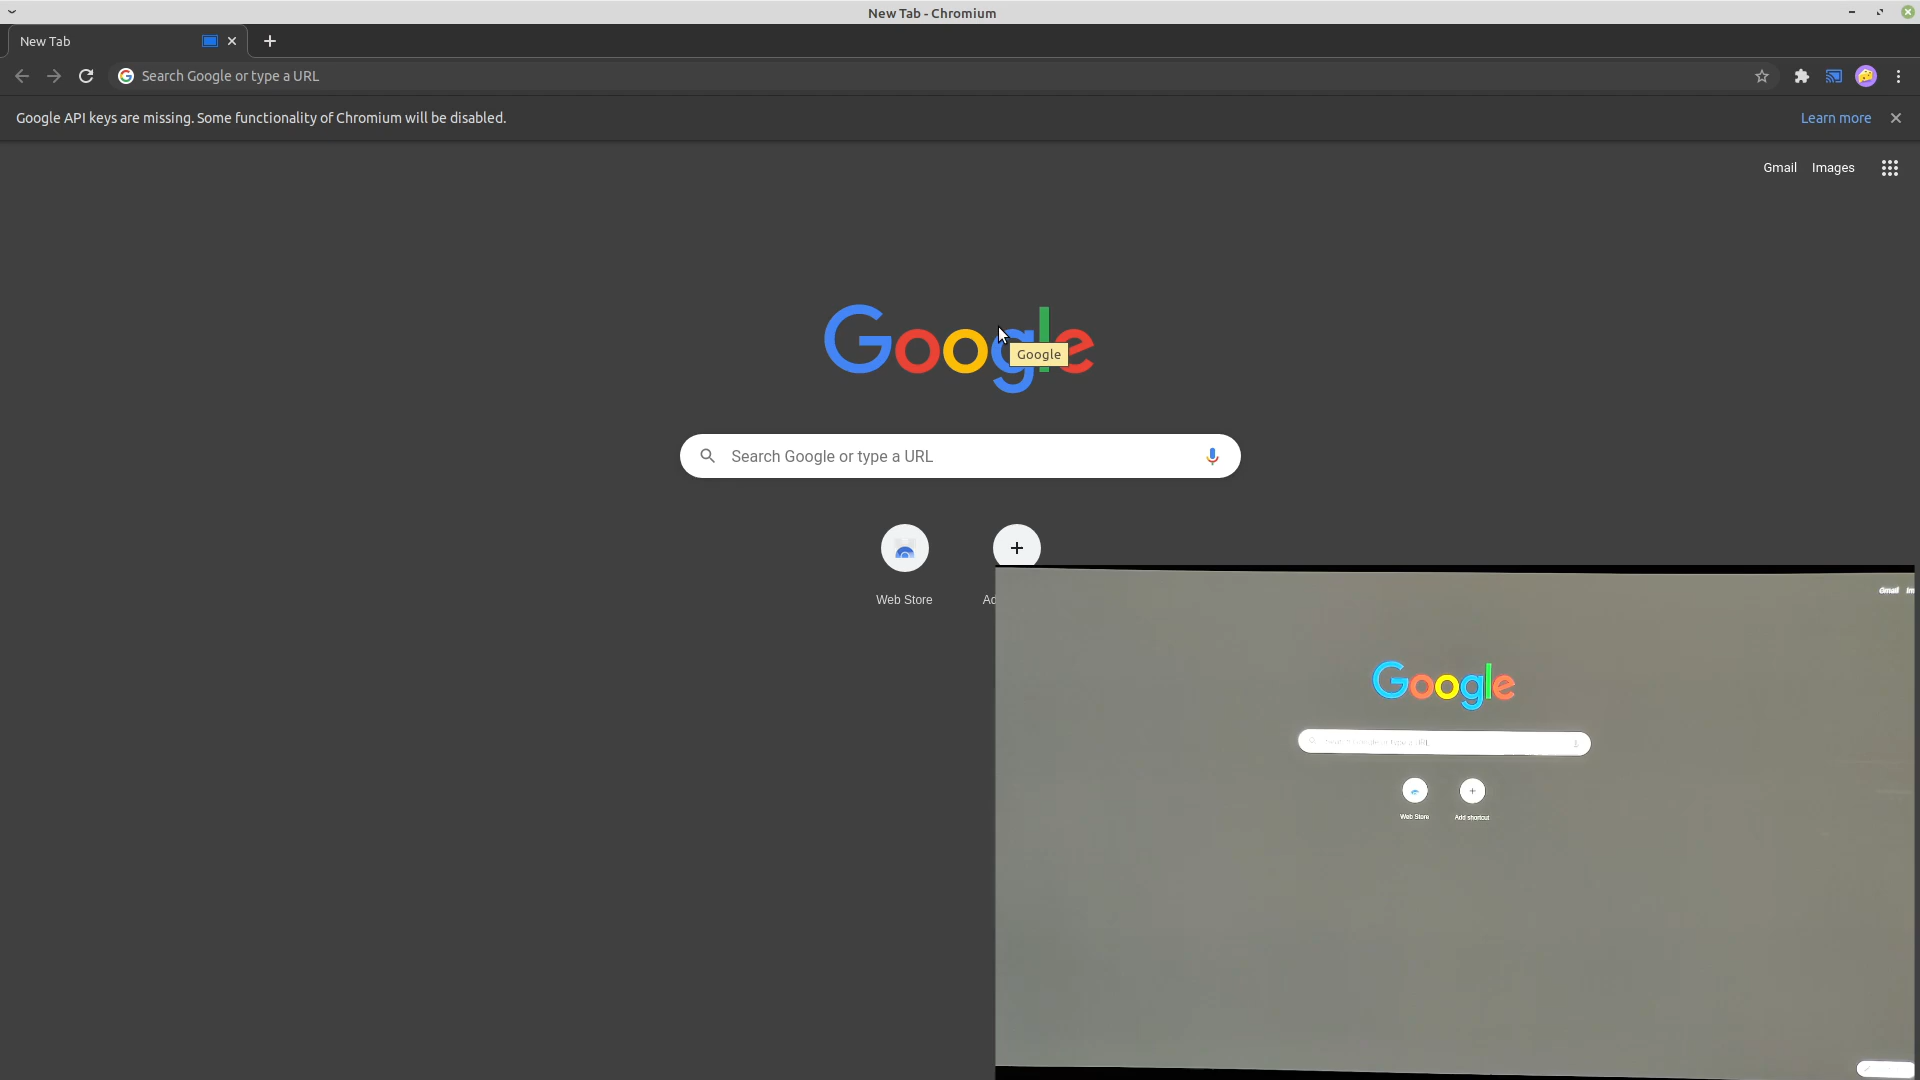 New Tab - Chromium
New Tab
Search Google or type a URL
Google API keys are missing. Some functionality of Chromium will be disabled.
Learn more
Gmail Images
Google
Google
Search Google or type a URL
Web Store
Gmail
Google
Web Store Add shortcut